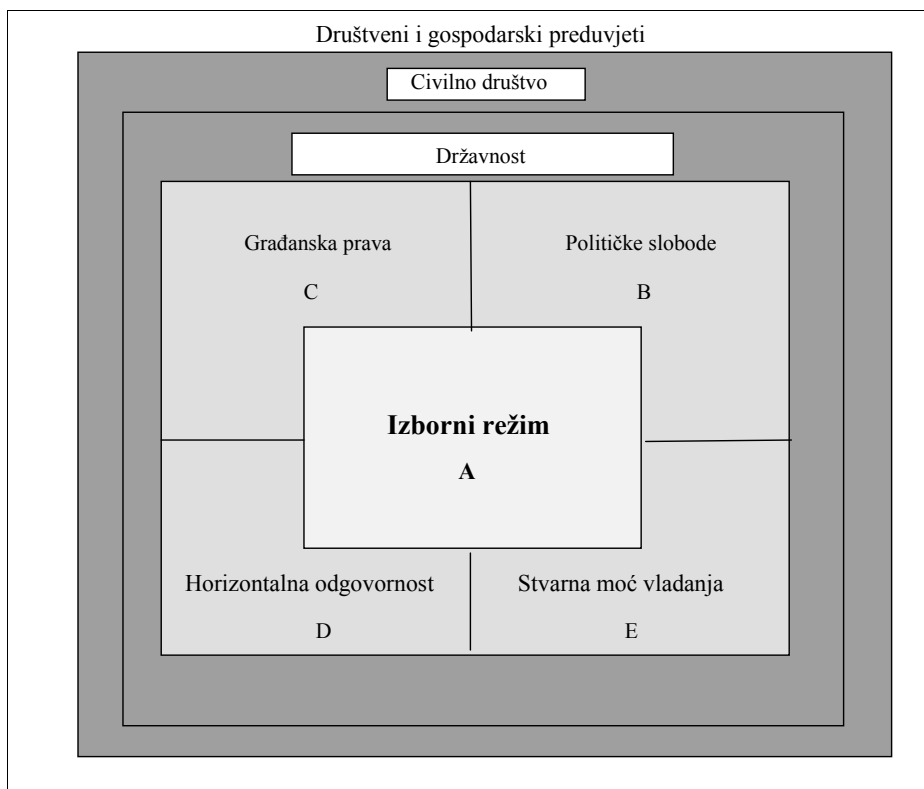 Društveni i gospodarski preduvjeti
Civilno društvo
Državnost
Građanska prava
C
Političke slobode
B
Izborni režim
A
Horizontalna odgovornost
D
Stvarna moć vladanja
E